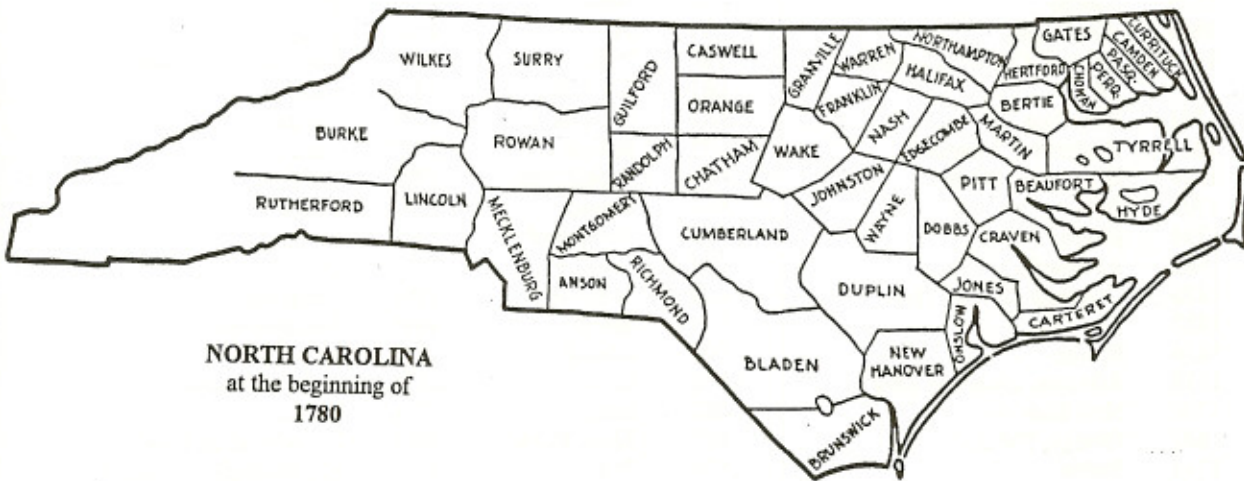 WILKES
SURRY
GUILFORD
CASWELL
GRANVILLE
WARREN
NORTHAMPTON
GATES
CURRITUCK
CAMDEN
PASQ.
PERQ.
CHOWAN
HERTFORD
HALIFAX
FRANKLIN
ORANGE
BERTIE
BURKE
ROWAN
NASH
EDGECOMBE
MARTIN
TYRRELL
RANDOLPH
CHATHAM
WAKE
JOHNSTON
PITT
BEAUFORT
HYDE
RUTHERFORD
LINCOLN
MECKLENBURG
MONTGOMERY
CUMBERLAND
WAYNE
DOBBS
CRAVEN
ANSON
RICHMOND
DUPLIN
JONES
CARTERET
ONSLOW
NEW
HANOVER
BLADEN
BRUNSWICK
NORTH CAROLINA
at the beginning of
1780